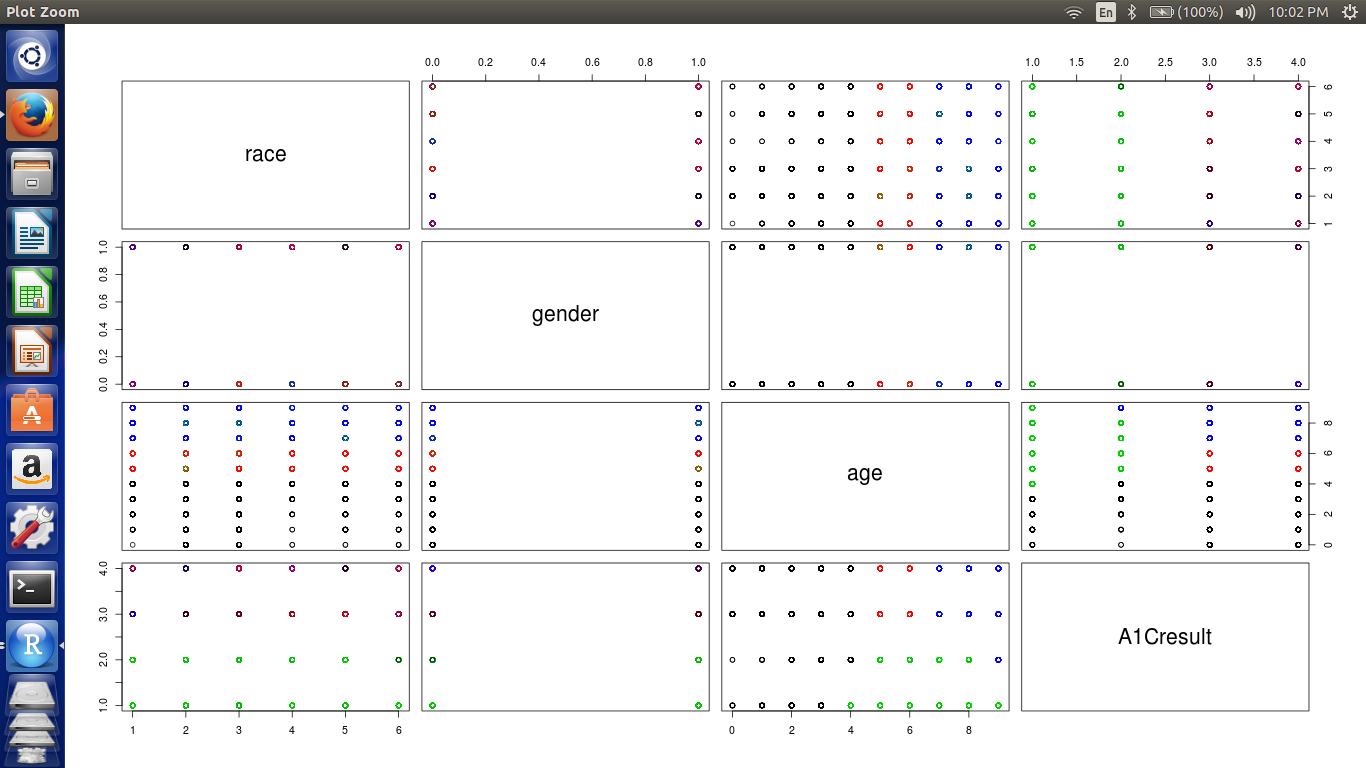 Plot Zoom En (100%) 10:02 PM
0.0 0.2 0.4 0.6 0.8 1.0 1.0 1.5 2.0 2.5 3.0 3.5 4.0
race
1 2 3 4 5 6
0.0 0.2 0.4 0.6 0.8 1.0
gender
age
0 2 4 6 8
1.0 2.0 3.0 4.0
A1Cresult
1 2 3 4 5 6 0 2 4 6 8
A
a
>_
R